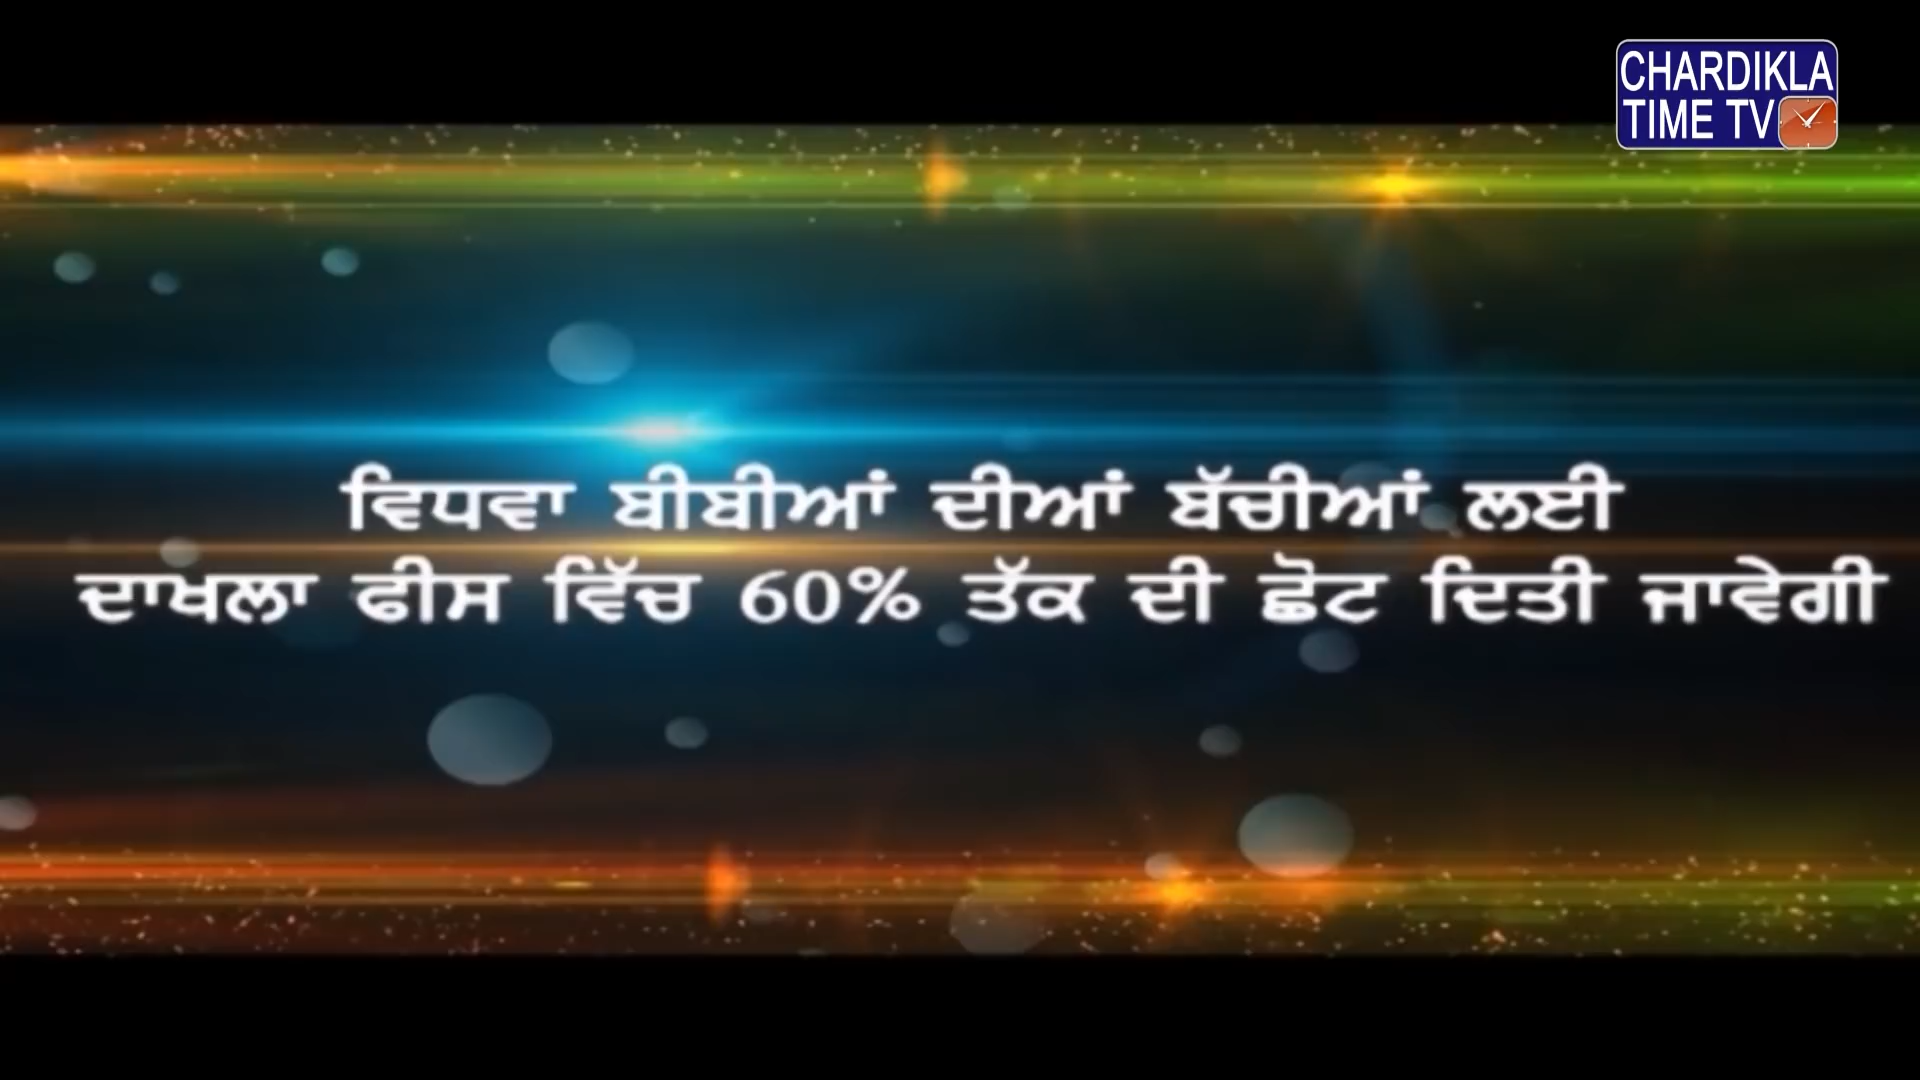 CHARDIKLA
TIME TV
ਵਿਧਵਾ ਬੀਬੀਆਂ ਦੀਆਂ ਬੱਚੀਆਂ ਲਈ
ਦਾਖਲਾ ਫੀਸ ਵਿੱਚ 60% ਤੱਕ ਦੀ ਛੋਟ ਦਿਤੀ ਜਾਵੇਗੀ